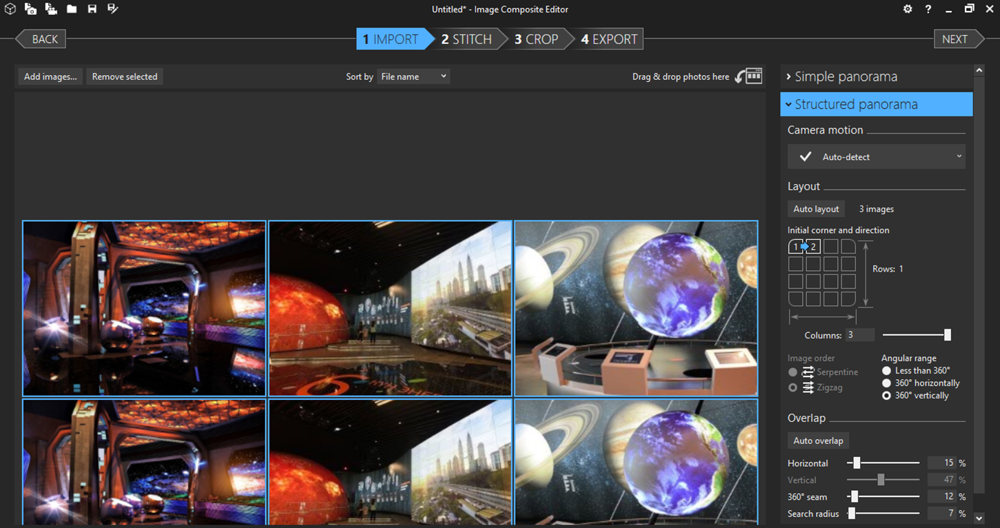 Untitled* - Image Composite Editor
BACK
1 IMPORT
2 STITCH
3 CROP
4 EXPORT
NEXT
Add images...
Remove selected
Sort by
File name
Drag & drop photos here
Simple panorama
Structured panorama
Camera motion
Auto-detect
Layout
Auto layout
3 images
Initial corner and direction
1 2
Rows: 1
Columns: 3
Image order
Serpentine
Zigzag
Angular range
Less than 360°
360° horizontally
360° vertically
Overlap
Auto overlap
Horizontal 15 %
Vertical 47 %
360° seam 12 %
Search radius 7 %